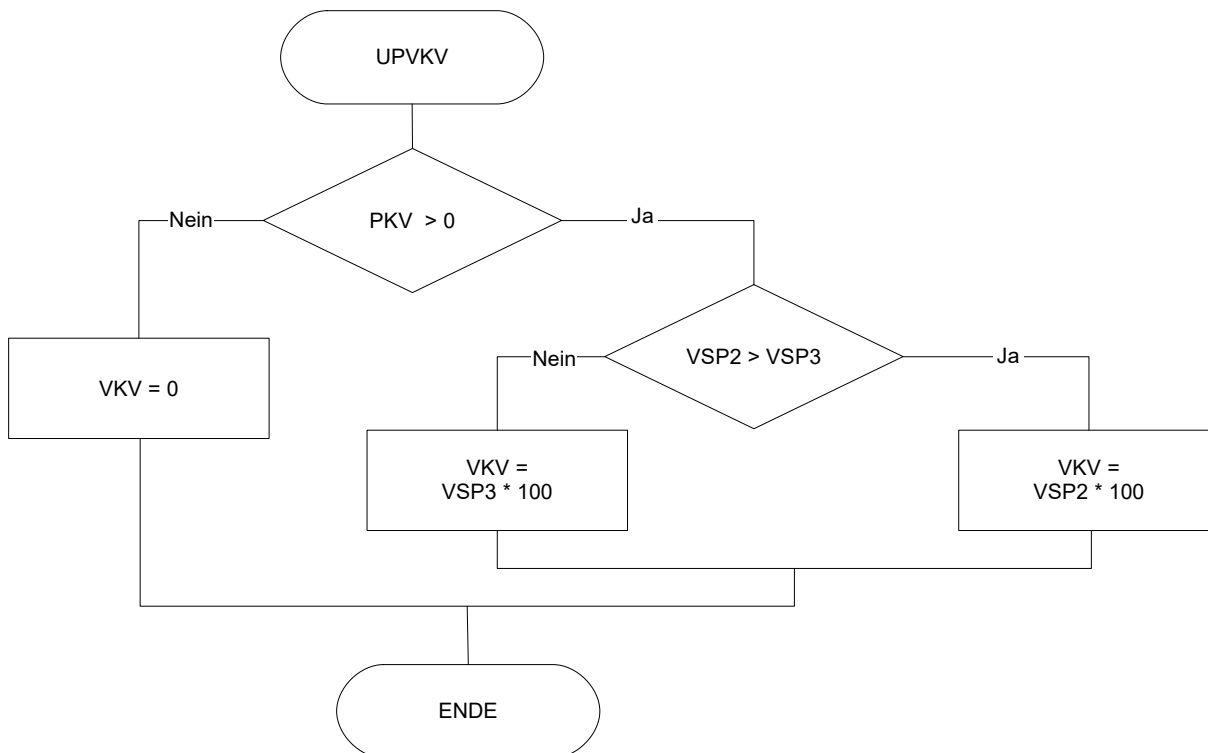 UPVKV
PKV > 0
Nein
Ja
VKV = 0
VSP2 > VSP3
Nein
Ja
VKV =
VSP3 * 100
VKV =
VSP2 * 100
ENDE